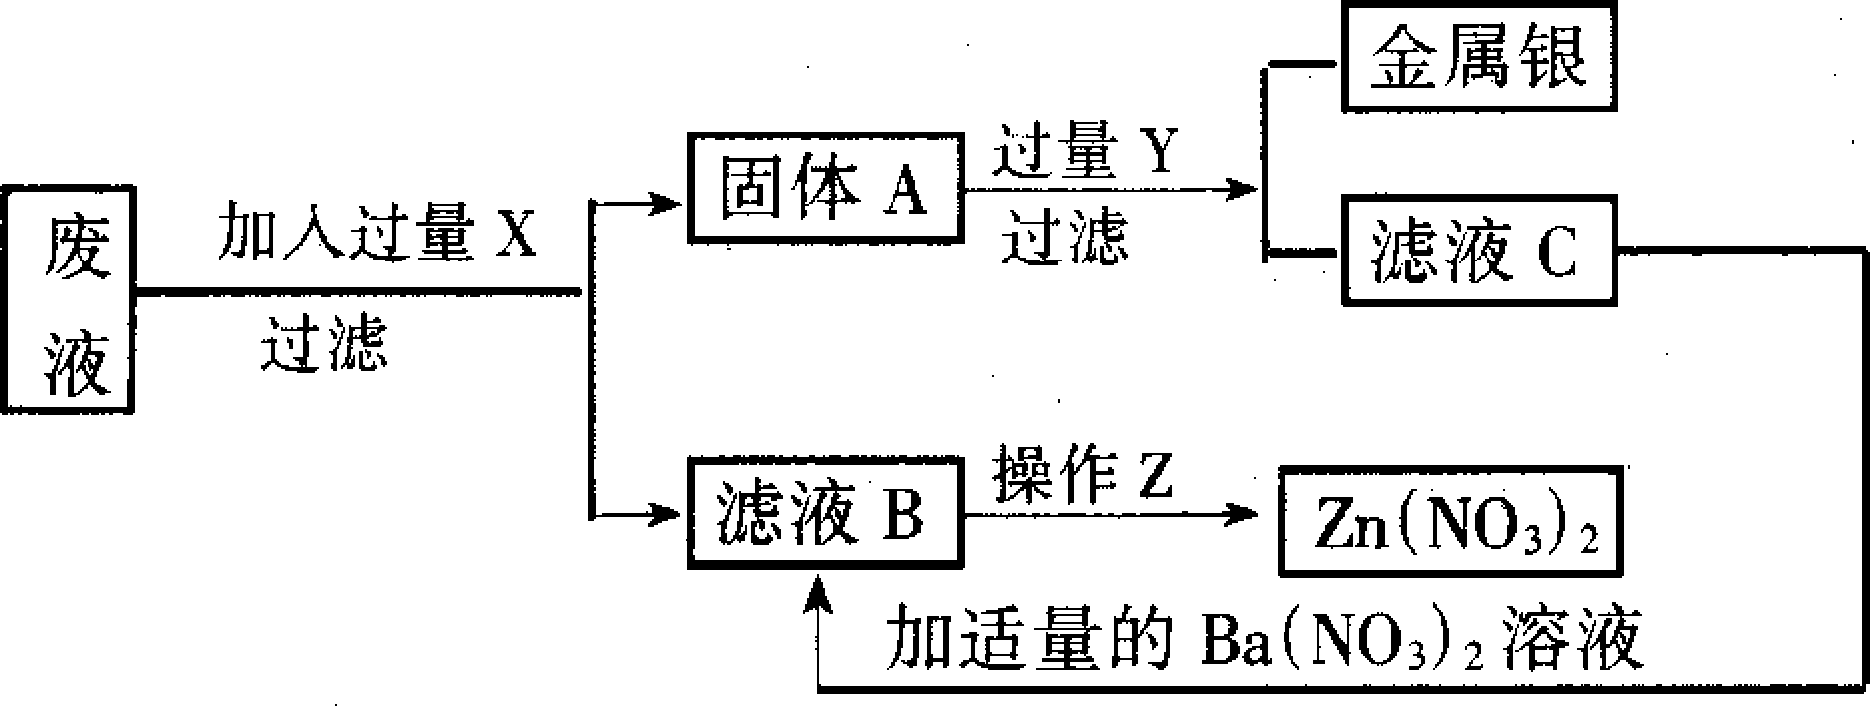 废液
加入过量 X
过滤
固体 A
过量 Y
过滤
金属银
滤液 C
滤液 B
操作 Z
Zn(NO₃)₂
加适量的 Ba(NO₃)₂ 溶液